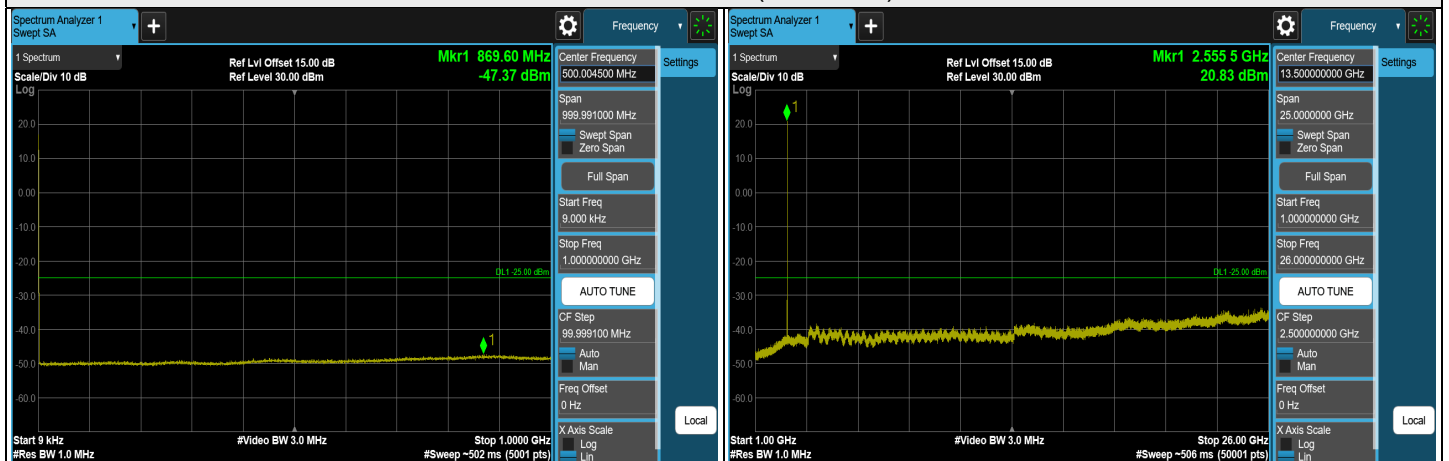 Spectrum Analyzer 1
Swept SA
+
Frequency
1 Spectrum
Scale/Div 10 dB
Log
Ref Lvl Offset 15.00 dB
Ref Level 30.00 dBm
Mkr1 869.60 MHz
-47.37 dBm
20.0
10.0
0.00
-10.0
-20.0
-30.0
-40.0
-50.0
-60.0
DL1 -25.00 dBm
1
Start 9 kHz
#Res BW 1.0 MHz
#Video BW 3.0 MHz
Stop 1.0000 GHz
#Sweep ~502 ms (5001 pts)
Center Frequency
500.004500 MHz
Span
999.991000 MHz
Swept Span
Zero Span
Full Span
Start Freq
9.000 kHz
Stop Freq
1.000000000 GHz
AUTO TUNE
CF Step
99.999100 MHz
Auto
Man
Freq Offset
0 Hz
X Axis Scale
Log
Lin
Settings
Local
Spectrum Analyzer 1
Swept SA
+
Frequency
1 Spectrum
Scale/Div 10 dB
Log
Ref Lvl Offset 15.00 dB
Ref Level 30.00 dBm
Mkr1 2.555 5 GHz
20.83 dBm
1
20.0
10.0
0.00
-10.0
-20.0
-30.0
-40.0
-50.0
-60.0
DL1 -25.00 dBm
Start 1.00 GHz
#Res BW 1.0 MHz
#Video BW 3.0 MHz
Stop 26.00 GHz
#Sweep ~506 ms (50001 pts)
Center Frequency
13.500000000 GHz
Span
25.0000000 GHz
Swept Span
Zero Span
Full Span
Start Freq
1.000000000 GHz
Stop Freq
26.000000000 GHz
AUTO TUNE
CF Step
2.500000000 GHz
Auto
Man
Freq Offset
0 Hz
X Axis Scale
Log
Lin
Settings
Local